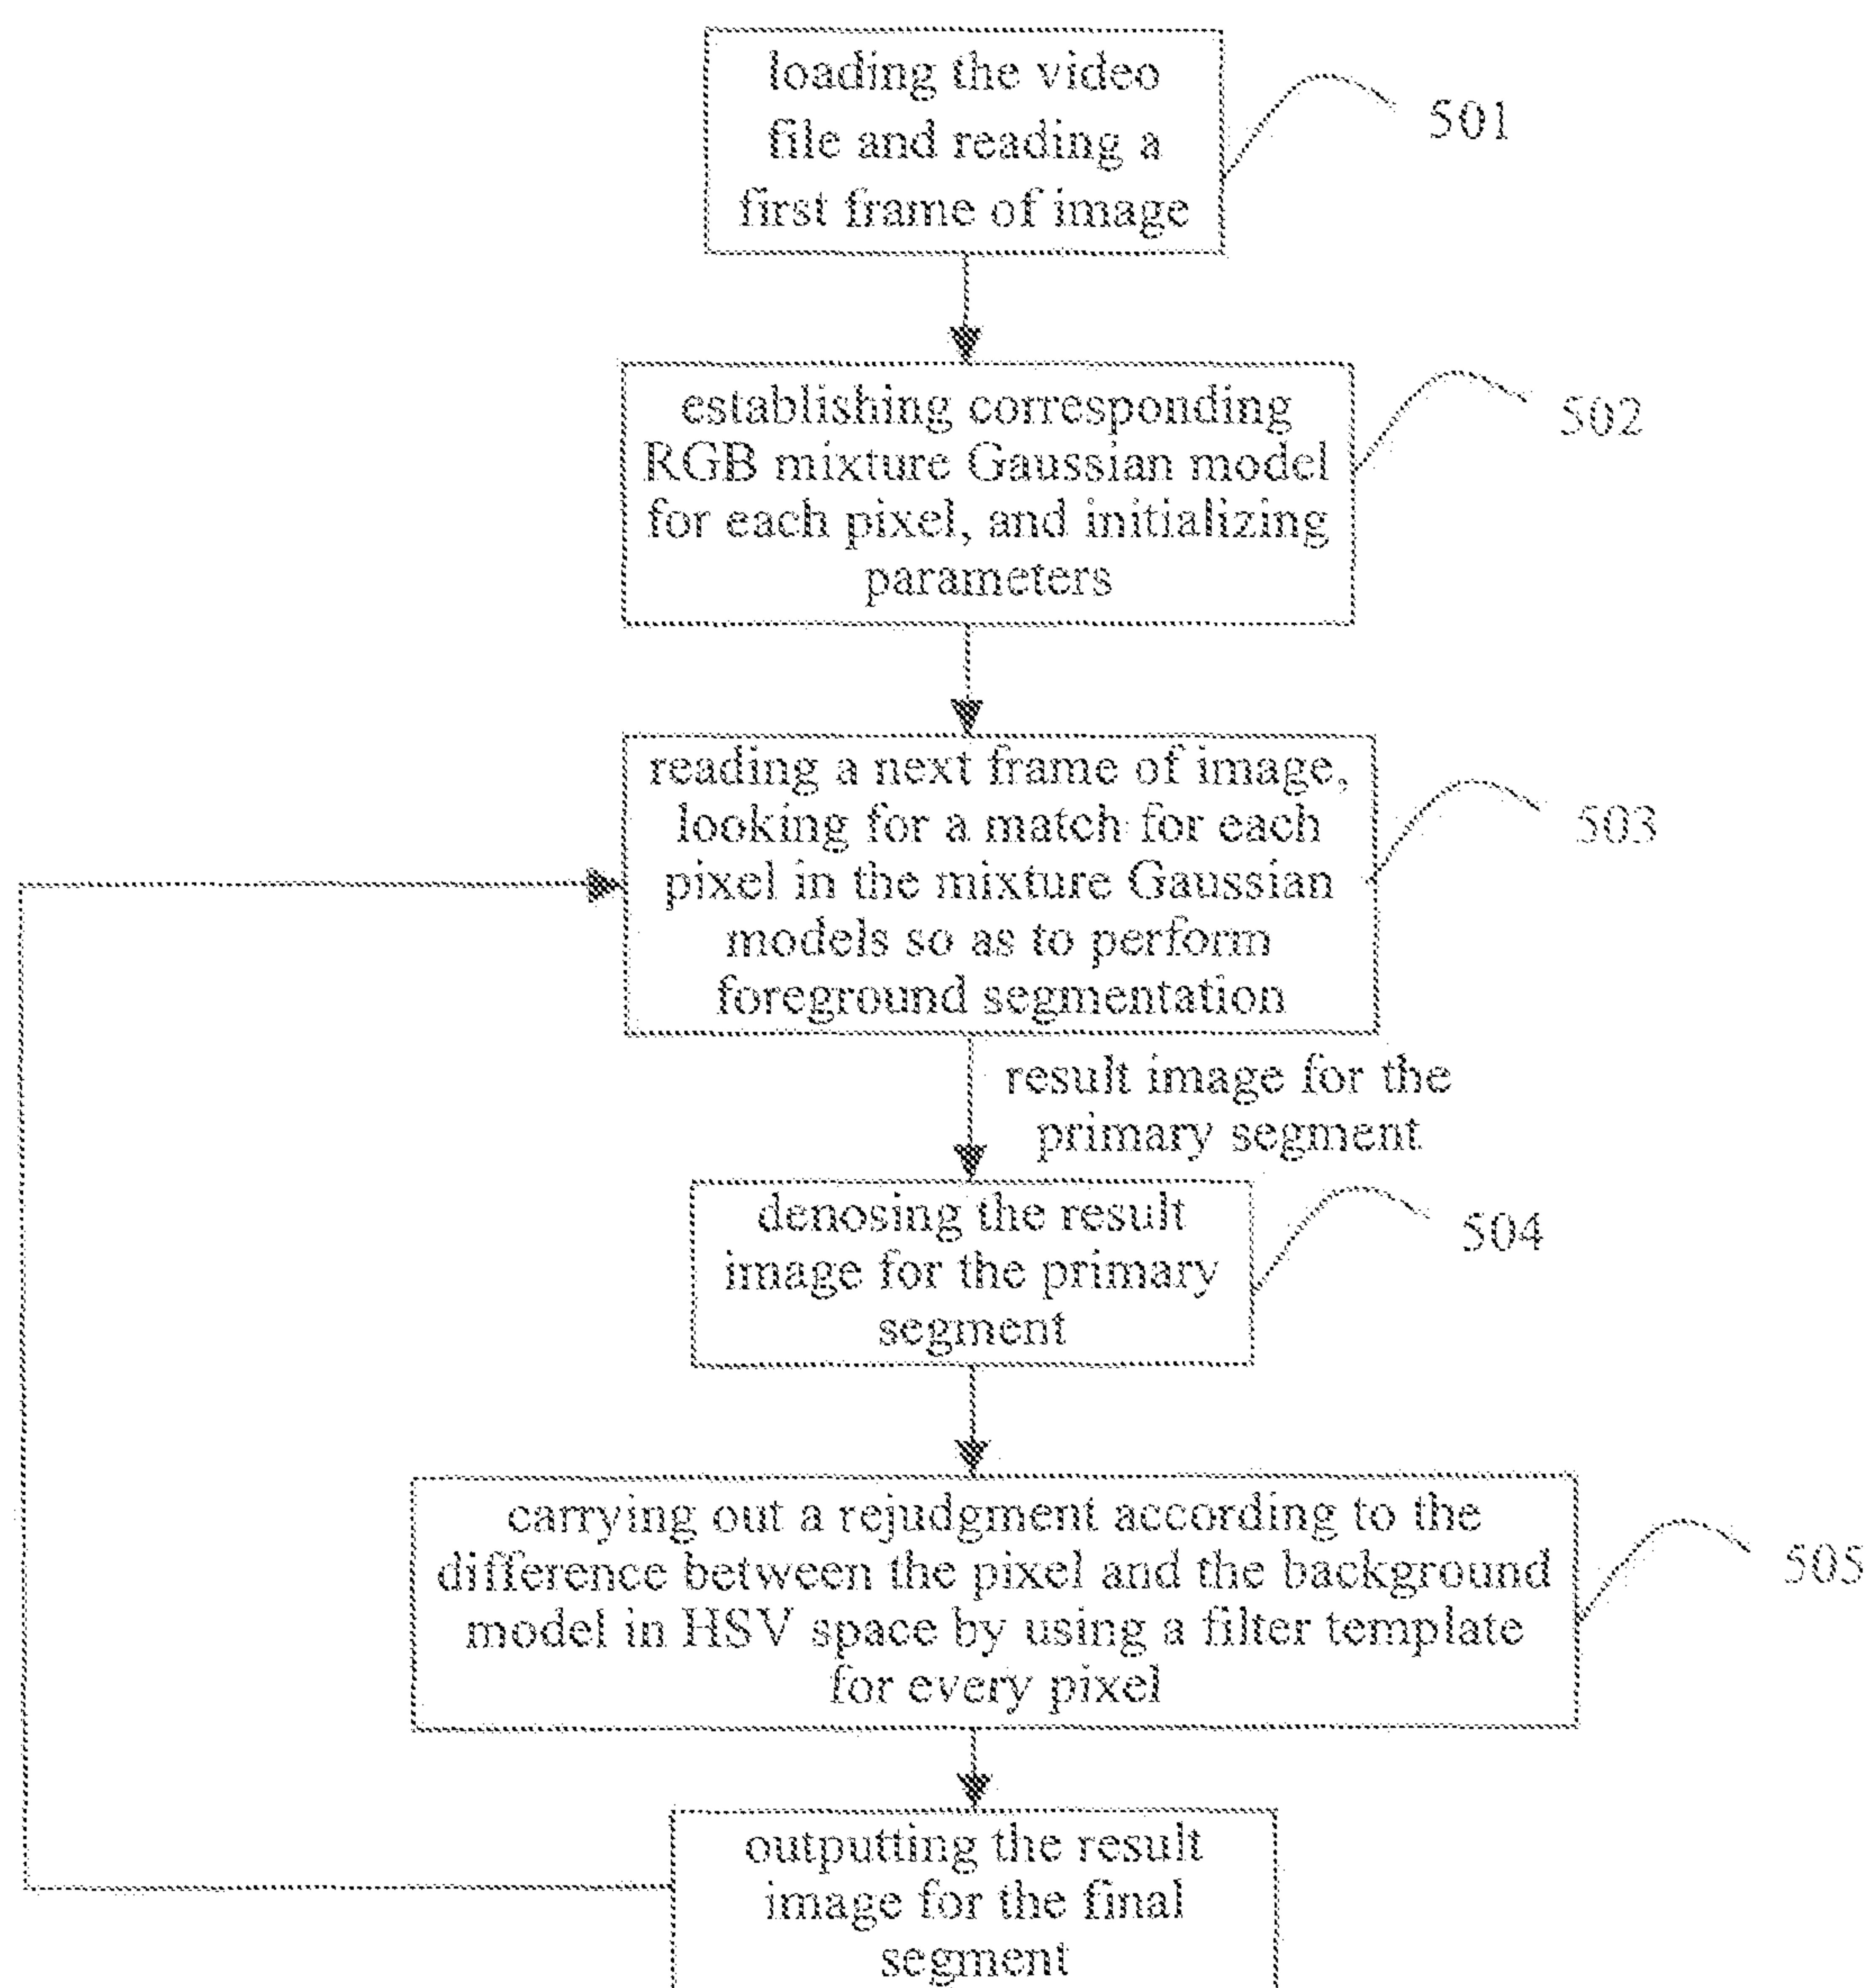 loading the video
file and reading a
first frame of image
501
establishing corresponding
RGB mixture Gaussian model
for each pixel, and initializing
parameters
502
reading a next frame of image,
looking for a match for each
pixel in the mixture Gaussian
models so as to perform
foreground segmentation
503
result image for the
primary segment
denosing the result
image for the primary
segment
504
carrying out a rejudgment according to the
difference between the pixel and the background
model in HSV space by using a filter template
for every pixel
505
outputting the result
image for the final
segment